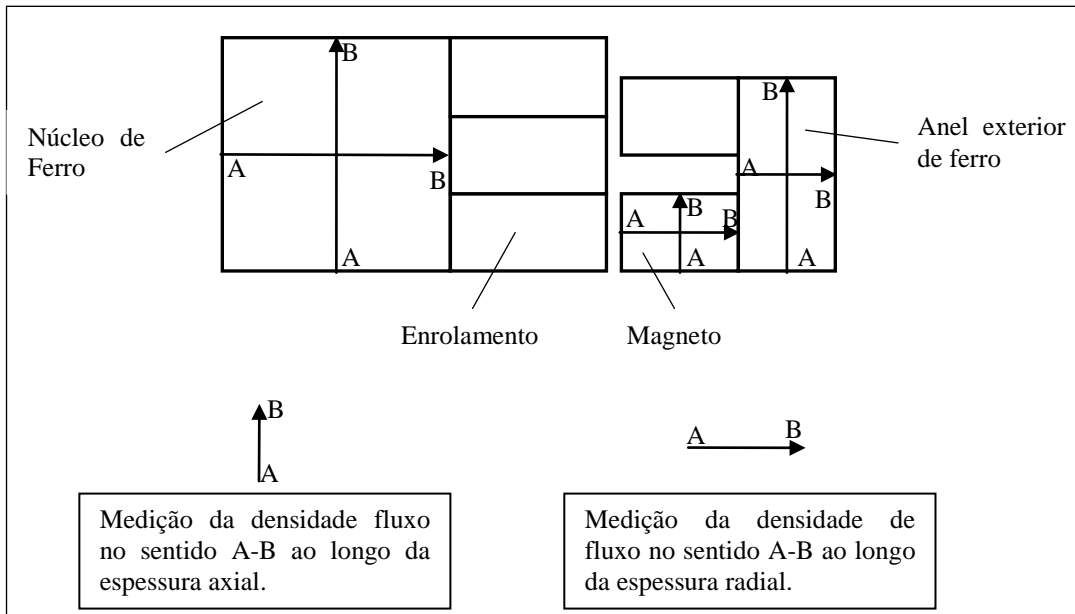 B
B
Núcleo de
Ferro
A
B
A
B
Anel exterior
de ferro
A
B
A
B
B
A
A
Enrolamento
Magneto
B
A
A
B
Medição da densidade fluxo
no sentido A-B ao longo da
espessura axial.
Medição da densidade de
fluxo no sentido A-B ao longo
da espessura radial.